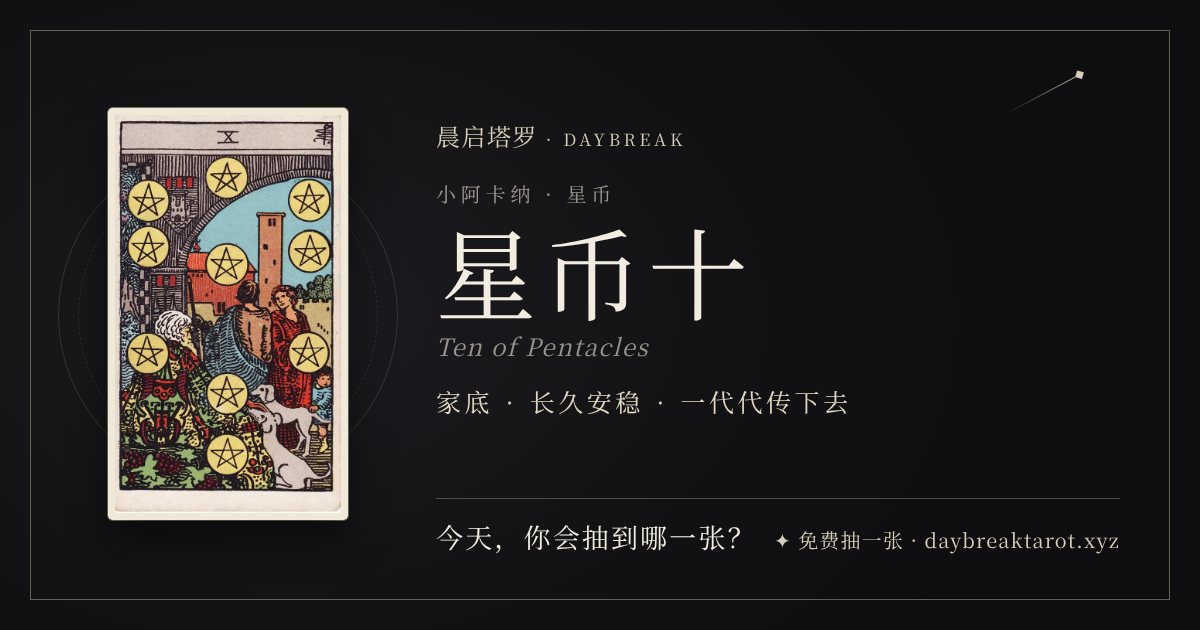 X
晨启塔罗 · DAYBREAK
小阿卡纳 · 星币
星币十
Ten of Pentacles
家底 · 长久安稳 · 一代代传下去
今天，你会抽到哪一张？ ✦ 免费抽一张 · daybreaktarot.xyz